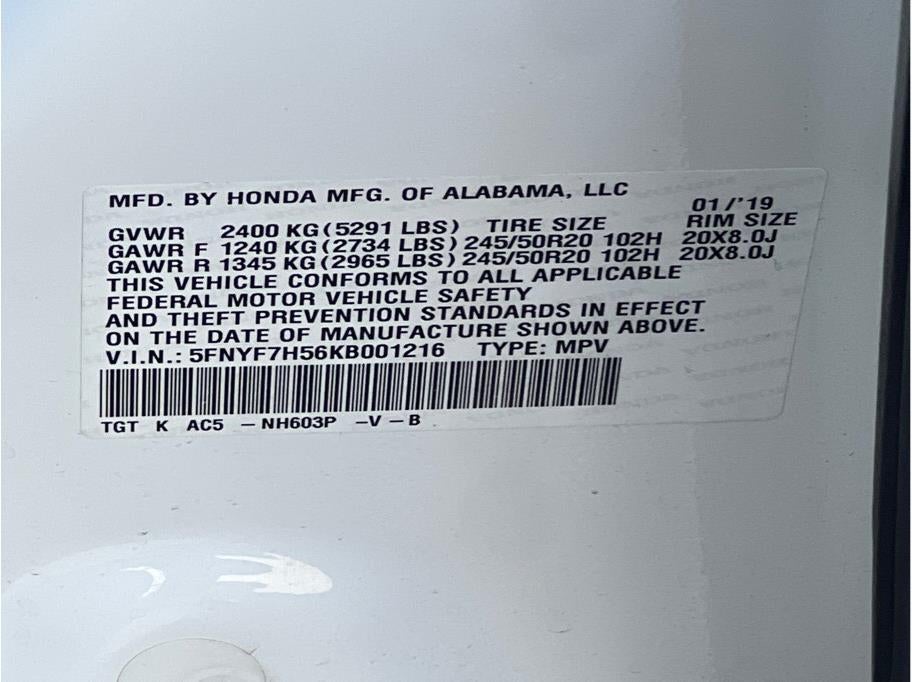 MFD. BY HONDA MFG. OF ALABAMA, LLC
01/'19
GVWR 2400 KG (5291 LBS) TIRE SIZE RIM SIZE
GAWR F 1240 KG (2734 LBS) 245/50R20 102H 20X8.0J
GAWR R 1345 KG (2965 LBS) 245/50R20 102H 20X8.0J
THIS VEHICLE CONFORMS TO ALL APPLICABLE
FEDERAL MOTOR VEHICLE SAFETY
AND THEFT PREVENTION STANDARDS IN EFFECT
ON THE DATE OF MANUFACTURE SHOWN ABOVE.
V.I.N.: 5FNYF7H56KB001216 TYPE: MPV
TGT K AC5 - NH603P -V-B